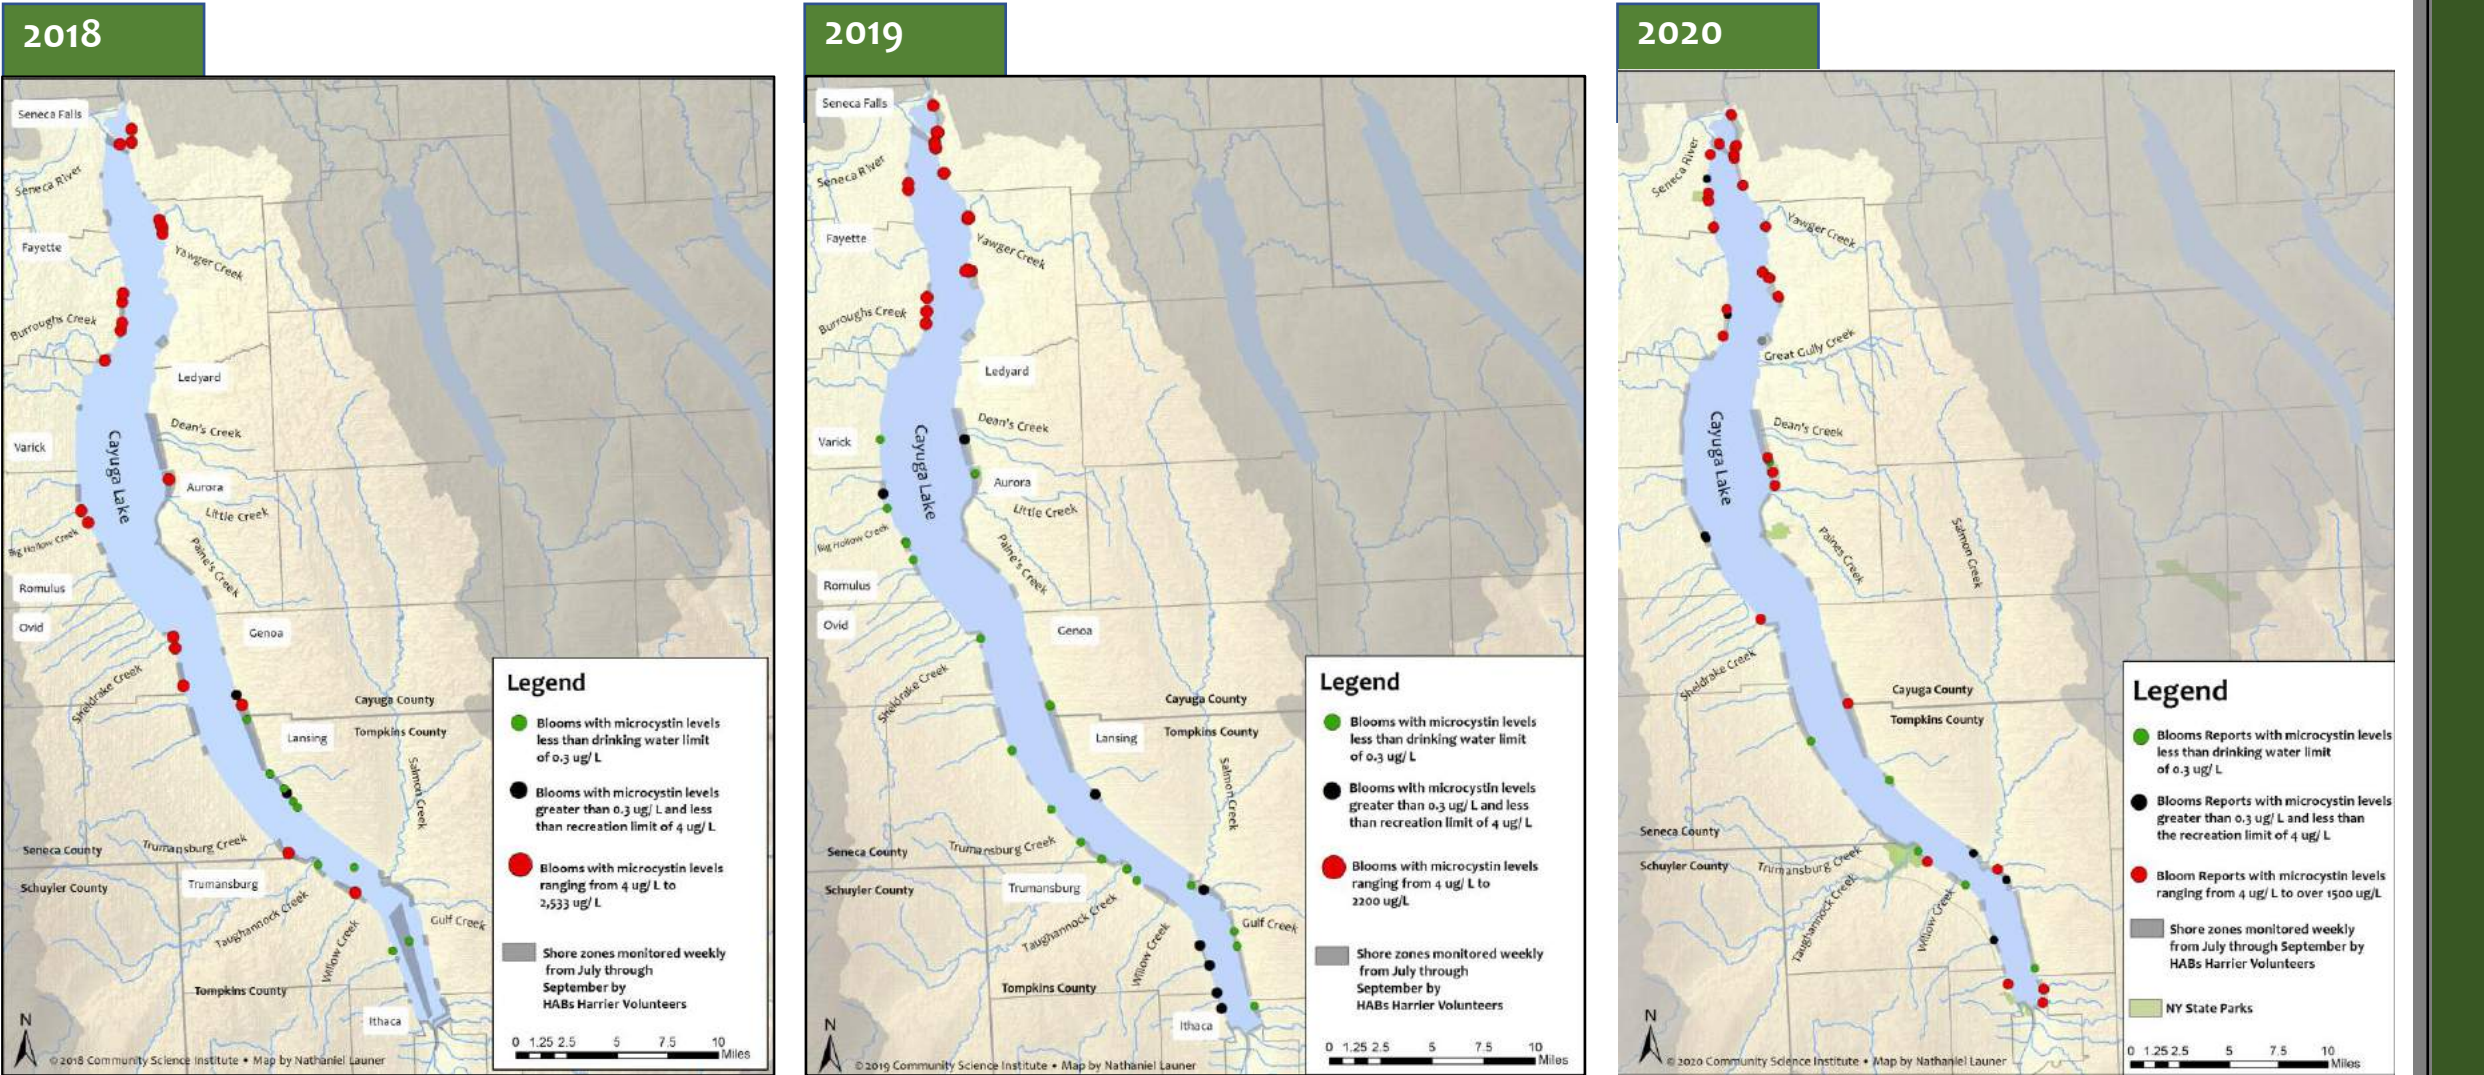 2018
Seneca Falls
Seneca River
Fayette
Yawger Creek
Burroughs Creek
Ledyard
Dean's Creek
Varick
Cayuga Lake
Aurora
Little Creek
Big Hollow Creek
Paine's Creek
Romulus
Ovid
Genoa
Sheldrake Creek
Cayuga County
Lansing
Tompkins County
Salmon Creek
Trumansburg Creek
Seneca County
Schuyler County
Trumansburg
Taughannock Creek
Gulf Creek
Willow Creek
Tompkins County
Ithaca
N
© 2018 Community Science Institute • Map by Nathaniel Launer
Legend
Blooms with microcystin levels
less than drinking water limit
of 0.3 ug/ L
Blooms with microcystin levels
greater than 0.3 ug/ L and less
than recreation limit of 4 ug/ L
Blooms with microcystin levels
ranging from 4 ug/ L to
2,533 ug/ L
Shore zones monitored weekly
from July through
September by
HABs Harrier Volunteers
0 1.25 2.5 5 7.5 10
Miles
2019
Seneca Falls
Seneca River
Fayette
Yawger Creek
Burroughs Creek
Ledyard
Dean's Creek
Varick
Cayuga Lake
Aurora
Little Creek
Big Hollow Creek
Paine's Creek
Romulus
Ovid
Genoa
Sheldrake Creek
Cayuga County
Lansing
Tompkins County
Salmon Creek
Trumansburg Creek
Seneca County
Schuyler County
Trumansburg
Taughannock Creek
Gulf Creek
Willow Creek
Tompkins County
Ithaca
N
© 2019 Community Science Institute • Map by Nathaniel Launer
Legend
Blooms with microcystin levels
less than drinking water limit
of 0.3 ug/ L
Blooms with microcystin levels
greater than 0.3 ug/ L and less
than recreation limit of 4 ug/ L
Blooms with microcystin levels
ranging from 4 ug/ L to
2200 ug/L
Shore zones monitored weekly
from July through
September by
HABs Harrier Volunteers
0 1.25 2.5 5 7.5 10
Miles
2020
Seneca River
Yawger Creek
Great Gully Creek
Dean's Creek
Cayuga Lake
Paines Creek
Salmon Creek
Sheldrake Creek
Cayuga County
Tompkins County
Seneca County
Schuyler County
Trumansburg Creek
Taughannock Creek
Willow Creek
N
© 2020 Community Science Institute • Map by Nathaniel Launer
Legend
Blooms Reports with microcystin levels
less than drinking water limit
of 0.3 ug/ L
Blooms Reports with microcystin levels
greater than 0.3 ug/ L and less than
the recreation limit of 4 ug/ L
Bloom Reports with microcystin levels
ranging from 4 ug/ L to over 1500 ug/L
Shore zones monitored weekly
from July through September by
HABs Harrier Volunteers
NY State Parks
0 1.25 2.5 5 7.5 10
Miles